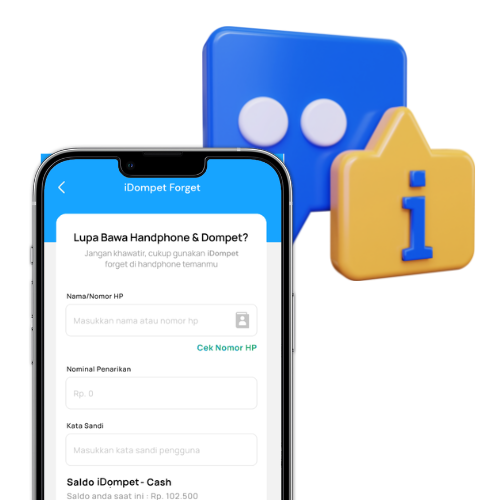 iDompet Forget
Lupa Bawa Handphone & Dompet?
Jangan khawatir, cukup gunakan iDompet
forget di handphone temanmu
Nama/Nomor HP
Masukkan nama atau nomor hp
Cek Nomor HP
Nominal Penarikan
Rp. 0
Kata Sandi
Masukkan kata sandi pengguna
Saldo iDompet - Cash
Saldo anda saat ini : Rp. 102.500
i